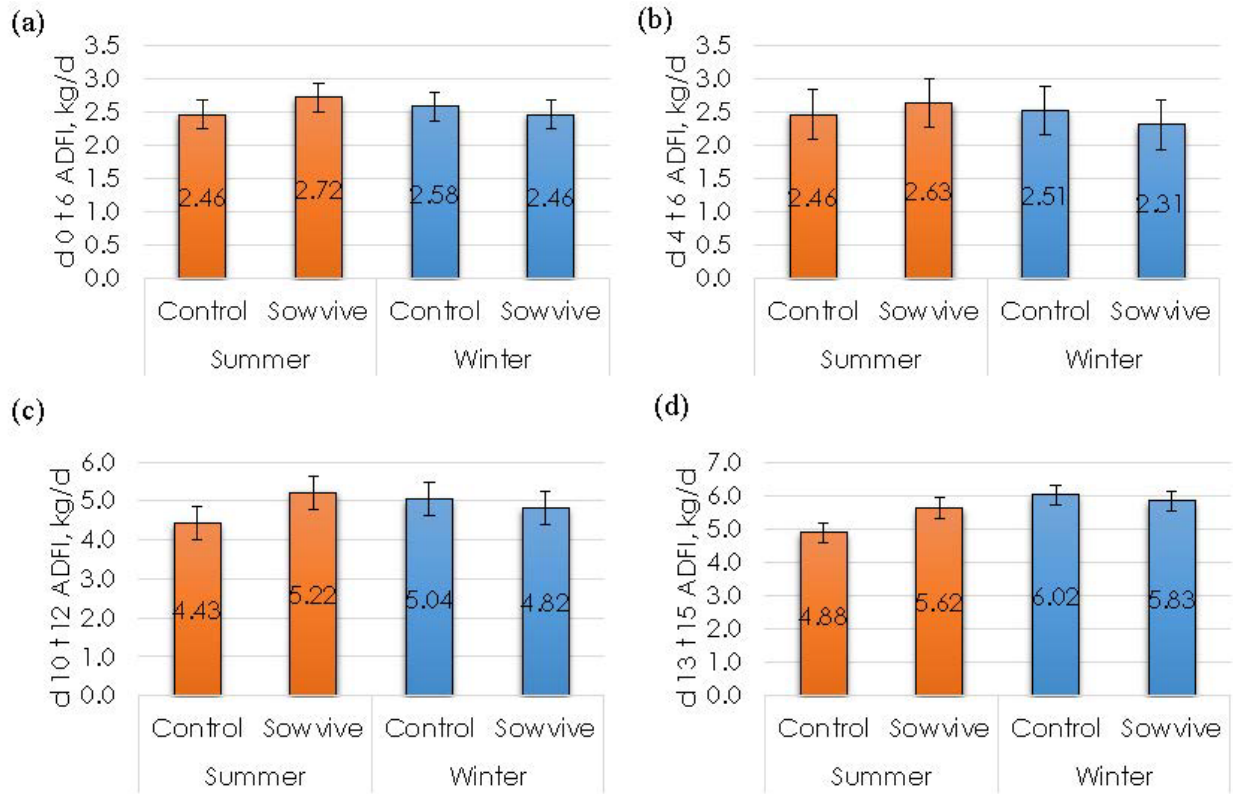 (a)
d 0 t 6 ADFI, kg/d
3.5
3.0
2.5
2.0
1.5
1.0
0.5
0.0
2.46
2.72
2.58
2.46
Control Sowvive Control Sowvive
Summer Winter
(b)
d 4 t 6 ADFI, kg/d
3.5
3.0
2.5
2.0
1.5
1.0
0.5
0.0
2.46
2.63
2.51
2.31
Control Sowvive Control Sowvive
Summer Winter
(c)
d 10 t 12 ADFI, kg/d
6.0
5.0
4.0
3.0
2.0
1.0
0.0
4.43
5.22
5.04
4.82
Control Sowvive Control Sowvive
Summer Winter
(d)
d 13 t 15 ADFI, kg/d
7.0
6.0
5.0
4.0
3.0
2.0
1.0
0.0
4.88
5.62
6.02
5.83
Control Sowvive Control Sowvive
Summer Winter